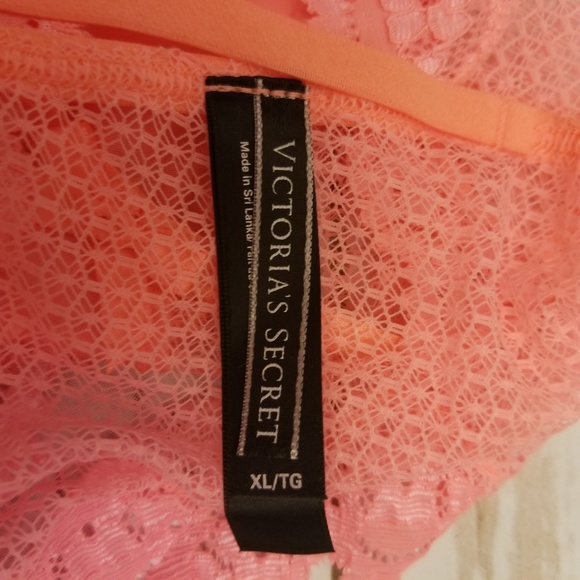 VICTORIA'S SECRET
XL/TG
Made in Sri Lanka/